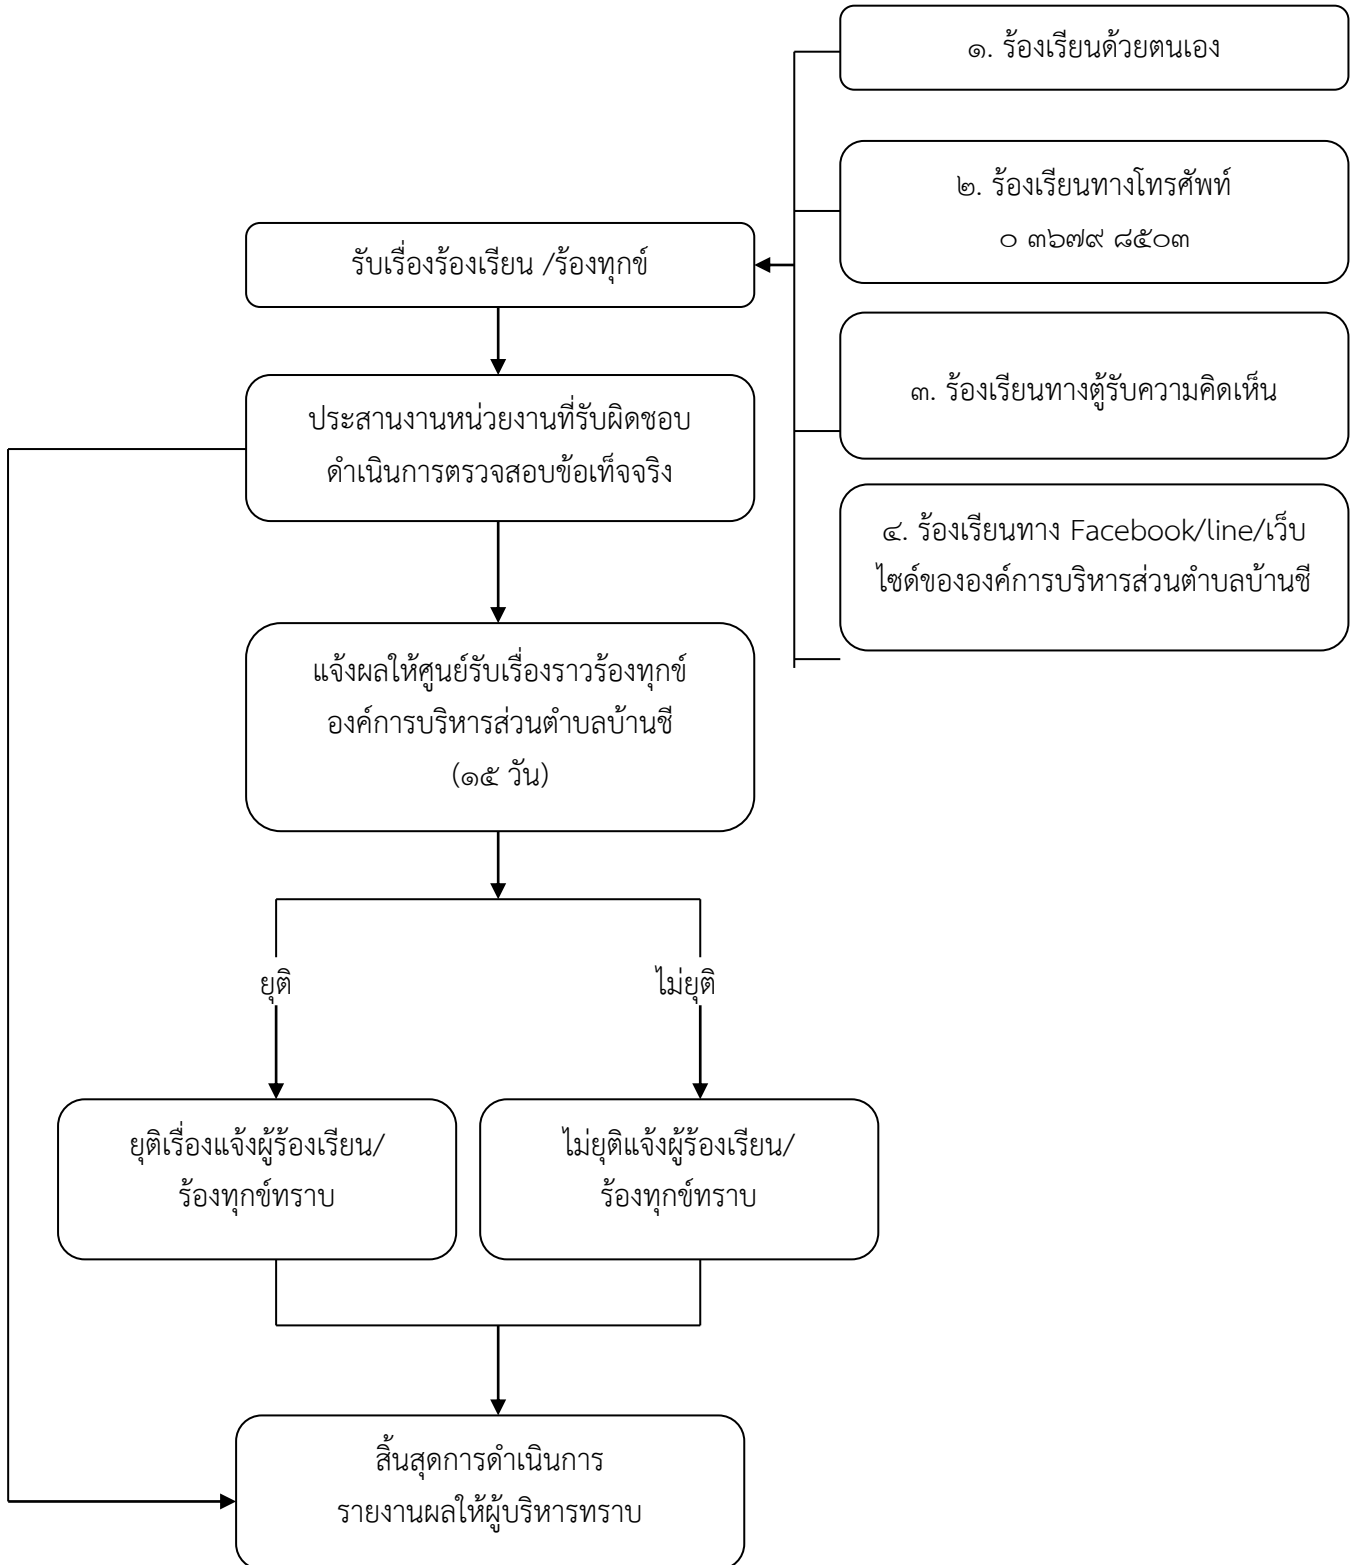 ๑. ร้องเรียนด้วยตนเอง
๒. ร้องเรียนทางโทรศัพท์
๐ ๓๖๗๙ ๘๕๐๓
๓. ร้องเรียนทางตู้รับความคิดเห็น
๔. ร้องเรียนทาง Facebook/line/เว็บ
ไซด์ขององค์การบริหารส่วนตำบลบ้านชี
รับเรื่องร้องเรียน /ร้องทุกข์
ประสานงานหน่วยงานที่รับผิดชอบ
ดำเนินการตรวจสอบข้อเท็จจริง
แจ้งผลให้ศูนย์รับเรื่องราวร้องทุกข์
องค์การบริหารส่วนตำบลบ้านชี
(๑๕ วัน)
ยุติ
ไม่ยุติ
ยุติเรื่องแจ้งผู้ร้องเรียน/
ร้องทุกข์ทราบ
ไม่ยุติแจ้งผู้ร้องเรียน/
ร้องทุกข์ทราบ
สิ้นสุดการดำเนินการ
รายงานผลให้ผู้บริหารทราบ